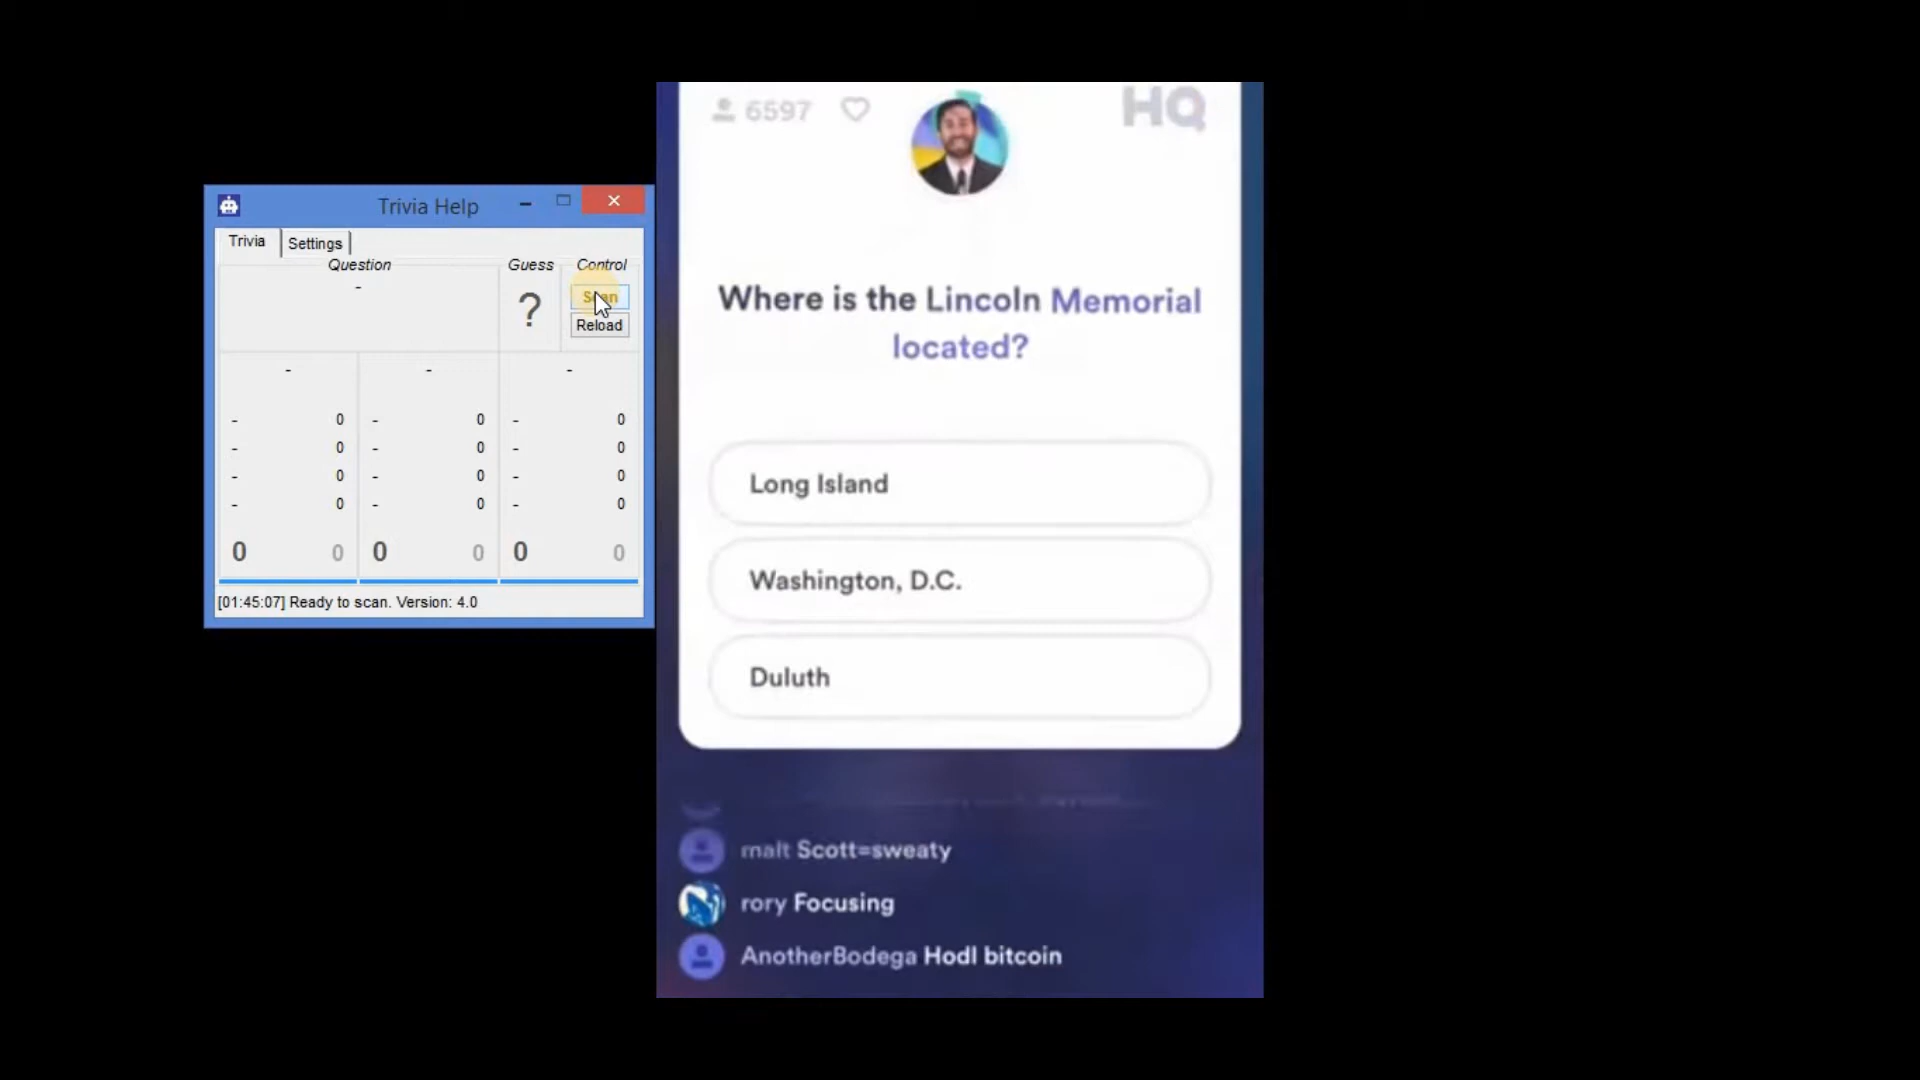 Trivia Help
Trivia
Settings
Question
Guess
Control
-
?
Scan
Reload
- - -
- 0 - 0 - 0
- 0 - 0 - 0
- 0 - 0 - 0
- 0 - 0 - 0
0 0 0 0 0 0
[01:45:07] Ready to scan. Version: 4.0
6597
HQ
Where is the Lincoln Memorial
located?
Long Island
Washington, D.C.
Duluth
malt Scott=sweaty
rory Focusing
AnotherBodega Hodl bitcoin